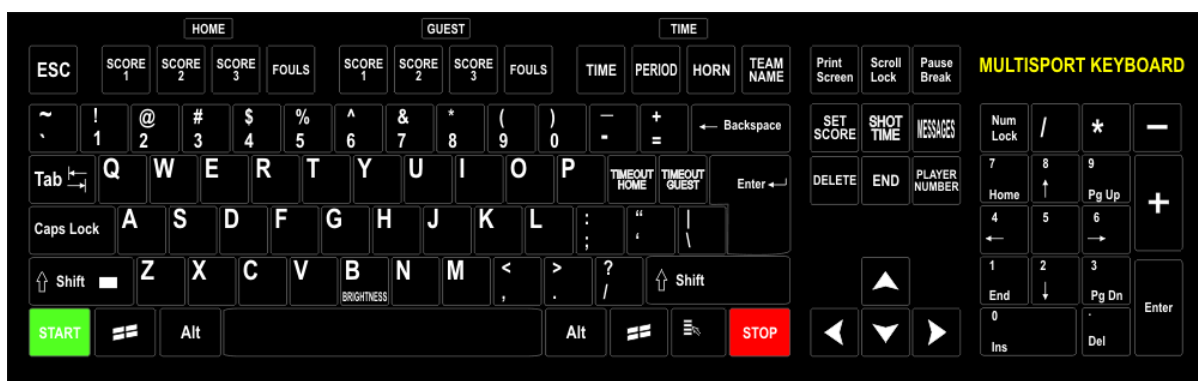 HOME GUEST TIME
ESC SCORE 1 SCORE 2 SCORE 3 FOULS SCORE 1 SCORE 2 SCORE 3 FOULS TIME PERIOD HORN TEAM NAME Print Screen Scroll Lock Pause Break MULTISPORT KEYBOARD
~ ! @ # $ % ^ & * ( ) — +
` 1 2 3 4 5 6 7 8 9 0 - = ← Backspace SET SCORE SHOT TIME MESSAGES Num Lock / * —
Tab Q W E R T Y U I O P TIMEOUT HOME TIMEOUT GUEST Enter DELETE END PLAYER NUMBER 7 Home 8 ↑ 9 Pg Up +
Caps Lock A S D F G H J K L : ; “ ‘ | \ 4 ← 5 6 →
⇧ Shift Z X C V B BRIGHTNESS N M < , > . ? / ⇧ Shift 1 End 2 ↓ 3 Pg Dn Enter
START Alt Alt STOP 0 Ins . Del